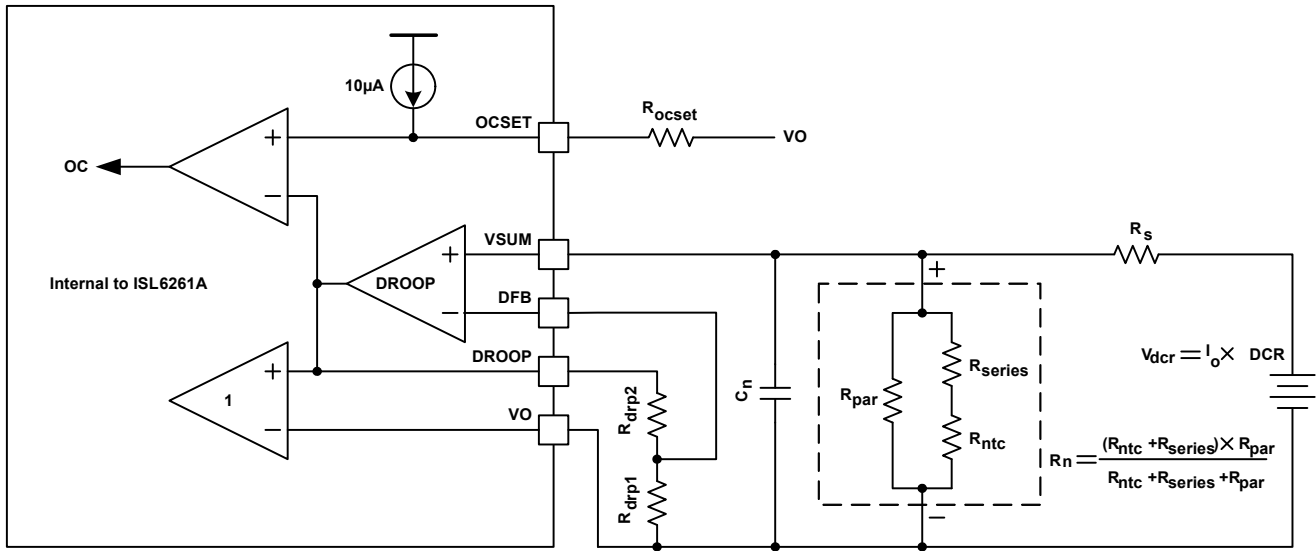 10µA
OCSET
R_ocset
VO
+
−
OC
VSUM
R_s
Internal to ISL6261A
DROOP
+
−
DFB
+
DROOP
+
−
1
VO
R_drp2
R_drp1
C_n
R_par
R_series
R_ntc
−
V_dcr = I_o × DCR
R_n = (R_ntc + R_series) × R_par
R_ntc + R_series + R_par